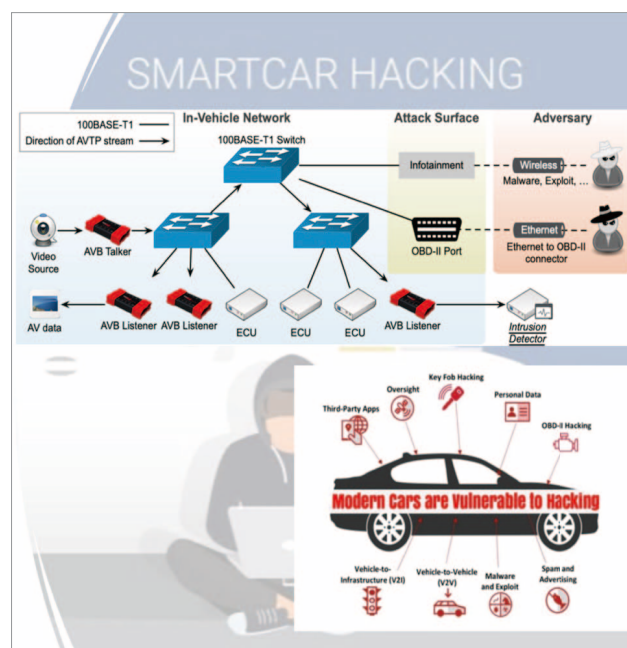 SMARTCAR HACKING
100BASE-T1
Direction of AVTP stream
In-Vehicle Network
Attack Surface
Adversary
100BASE-T1 Switch
Infotainment
Wireless
Malware, Exploit, ...
Video
Source
AVB Talker
OBD-II Port
Ethernet
Ethernet to OBD-II
connector
AV data
AVB Listener
AVB Listener
ECU
ECU
ECU
AVB Listener
Intrusion
Detector
Key Fob Hacking
Oversight
Personal Data
Third-Party Apps
OBD-II Hacking
Modern Cars are Vulnerable to Hacking
Vehicle-to-
Infrastructure (V2I)
Vehicle-to-Vehicle
(V2V)
Malware
and Exploit
Spam and
Advertising